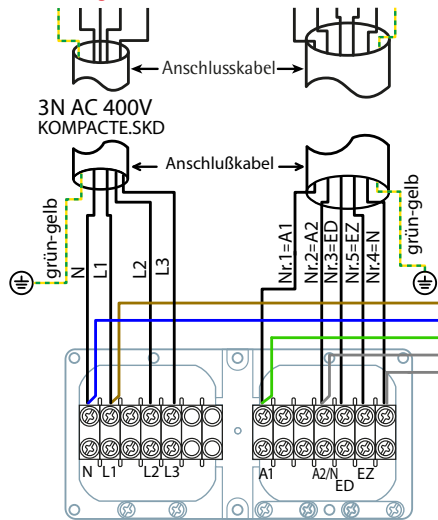 Anschlusskabel
3N AC 400V
KOMPACTE.SKD
Anschlußkabel
grün-gelb
N
L1
L2
L3
Nr.1=A1
Nr.2=A2
Nr.3=ED
Nr.5=EZ
Nr.4=N
grün-gelb
N L1 L2 L3
A1 A2/N EZ
ED